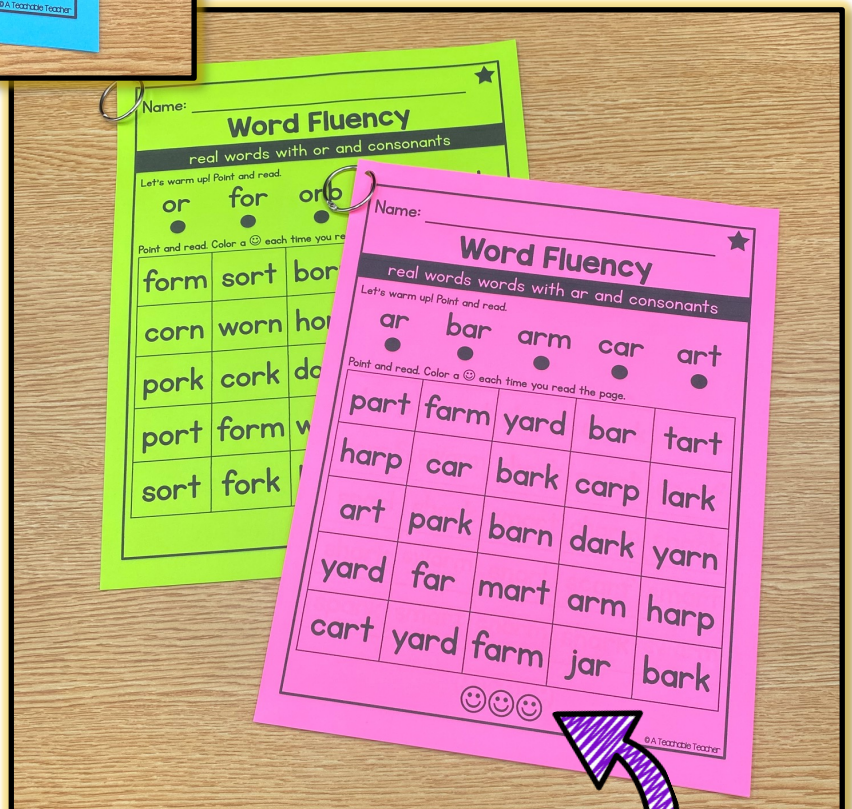 © A Teachable Teacher
Name:
Word Fluency
real words with or and consonants
Let's warm up! Point and read.
or for orb
Point and read. Color a each time you re
form sort bor
corn worn hor
pork cork do
port form w
sort fork
Name:
Word Fluency
real words words with ar and consonants
Let's warm up! Point and read.
ar bar arm car art
Point and read. Color a ☺ each time you read the page.
part farm yard bar tart
harp car bark carp lark
art park barn dark yarn
yard far mart arm harp
cart yard farm jar bark
© A Teachable Teacher